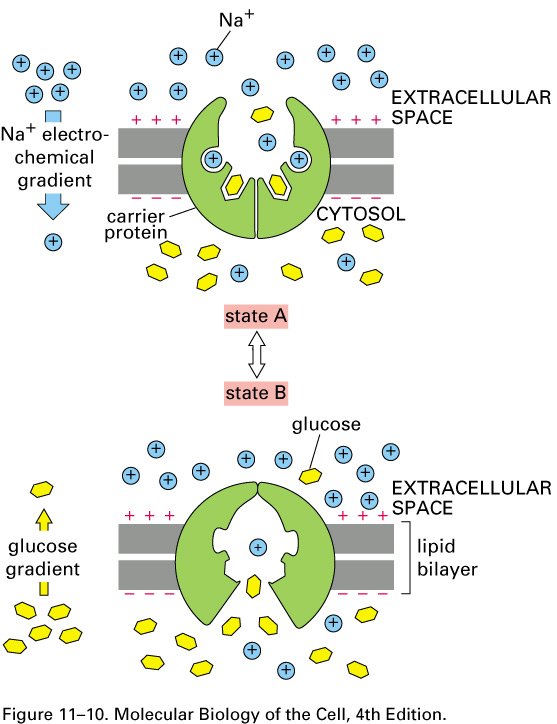 Na+
EXTRACELLULAR
SPACE
+ + +
+ + +
Na+ electro-
chemical
gradient
carrier
protein
CYTOSOL
state A
state B
glucose
EXTRACELLULAR
SPACE
+ + +
+ + +
glucose
gradient
lipid
bilayer
Figure 11–10. Molecular Biology of the Cell, 4th Edition.